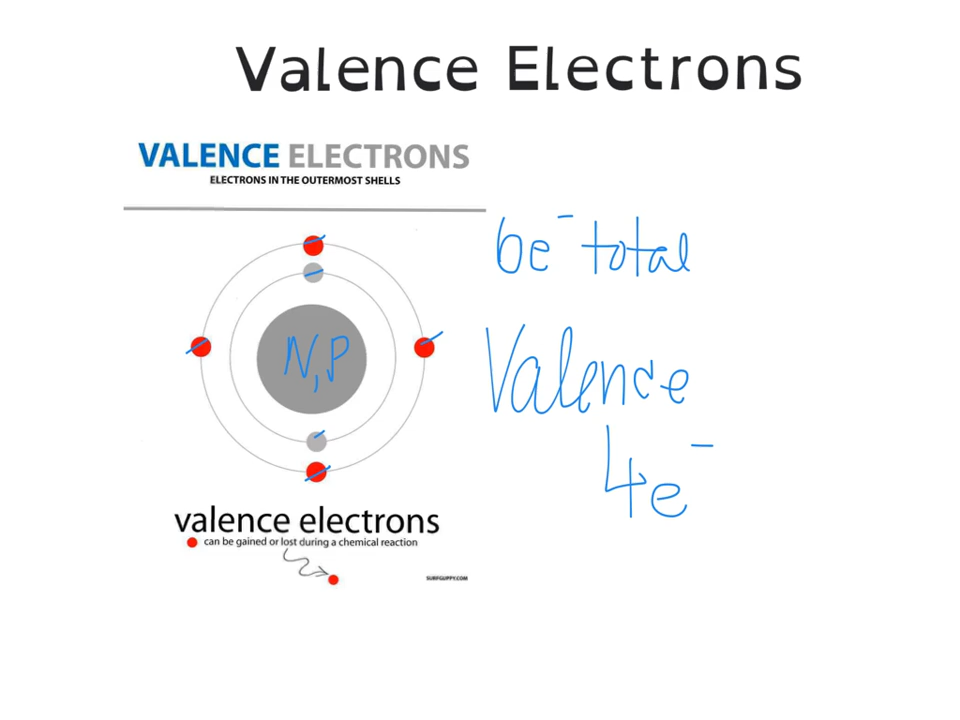 Valence Electrons
VALENCE ELECTRONS
ELECTRONS IN THE OUTERMOST SHELLS
6e⁻ total
N,P
Valence
4e⁻
valence electrons
can be gained or lost during a chemical reaction
SURFGUPPY.COM